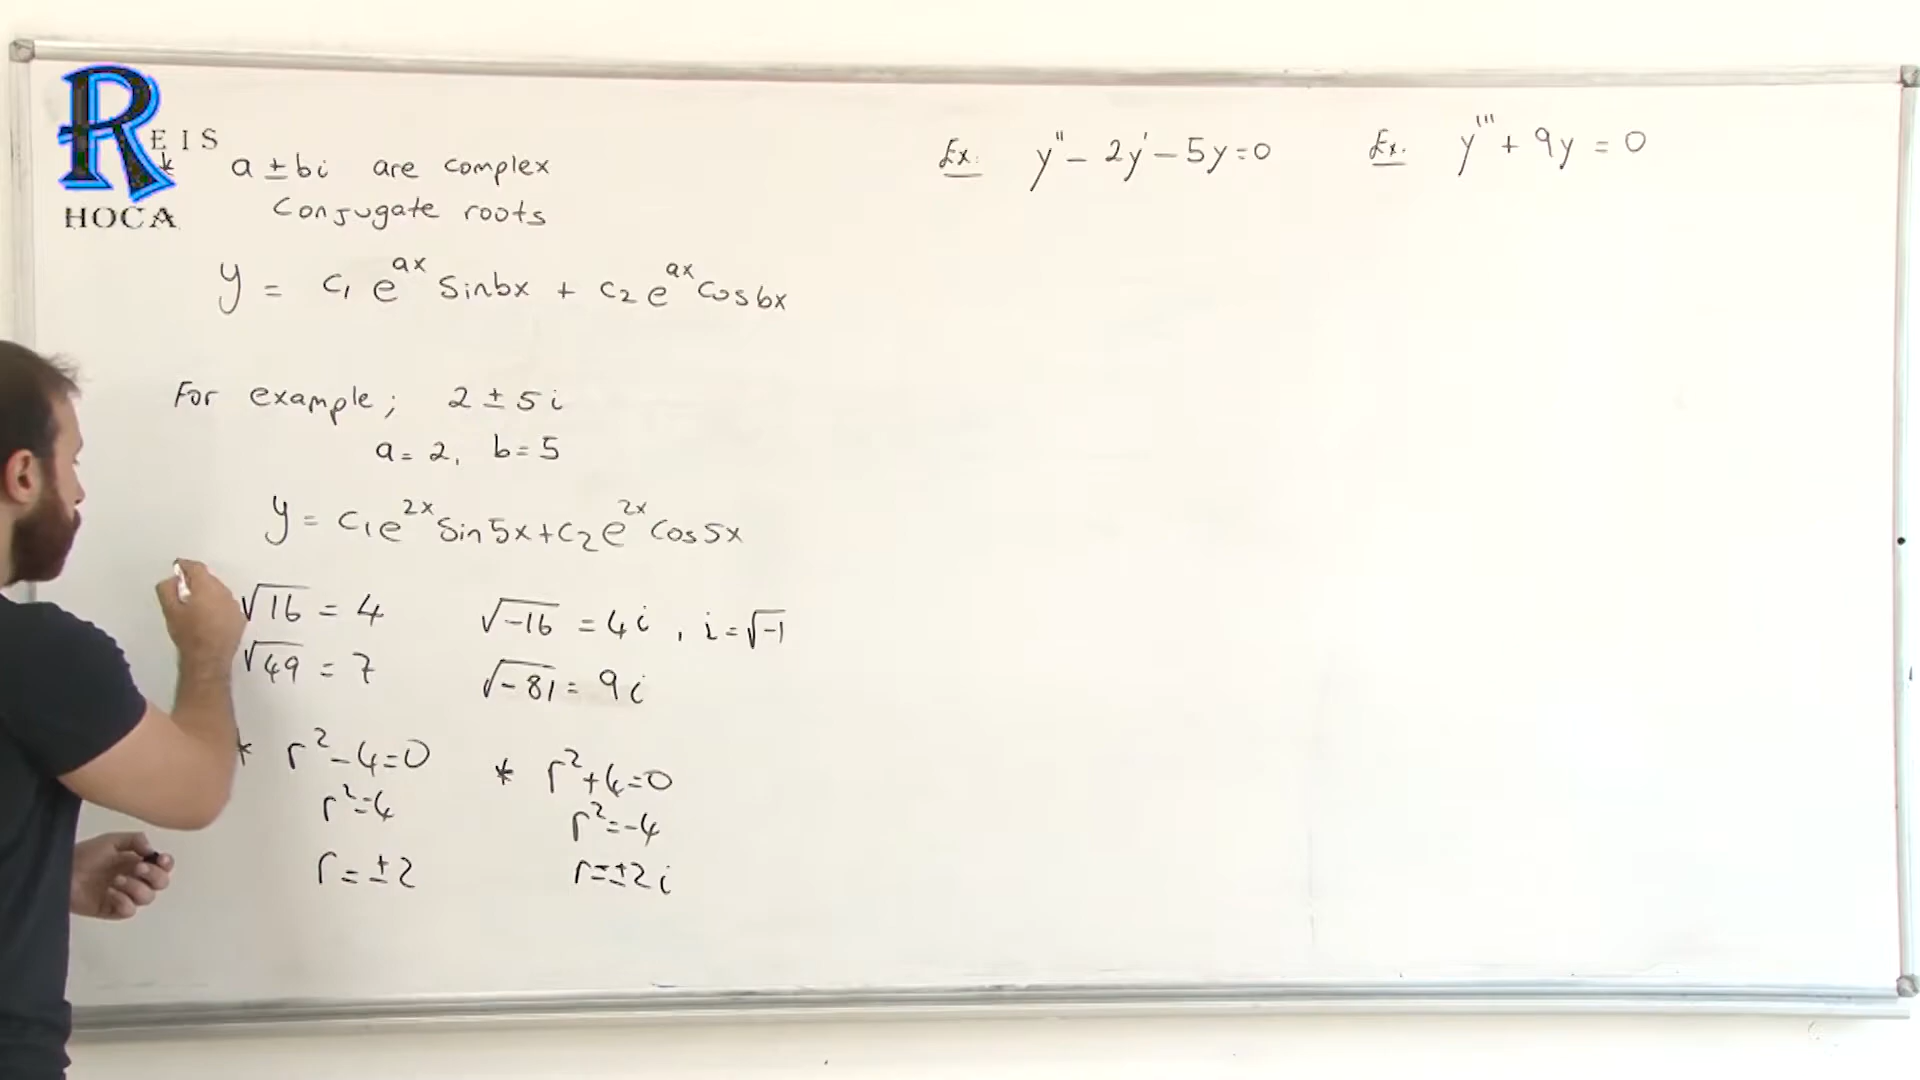 REIS
HOCA
* a ± bi are complex
Conjugate roots
y = c₁ e^{ax} Sinbx + c₂ e^{ax} Cosbx
For example; 2 ± 5i
a = 2, b = 5
y = c₁e^{2x} Sin5x + c₂e^{2x} Cos5x
√16 = 4
√49 = 7
√-16 = 4i , i = √-1
√-81 = 9i
* r² - 4 = 0
r² = 4
r = ±2
* r² + 4 = 0
r² = -4
r = ±2i
Ex: y'' - 2y' - 5y = 0
Ex. y''' + 9y = 0